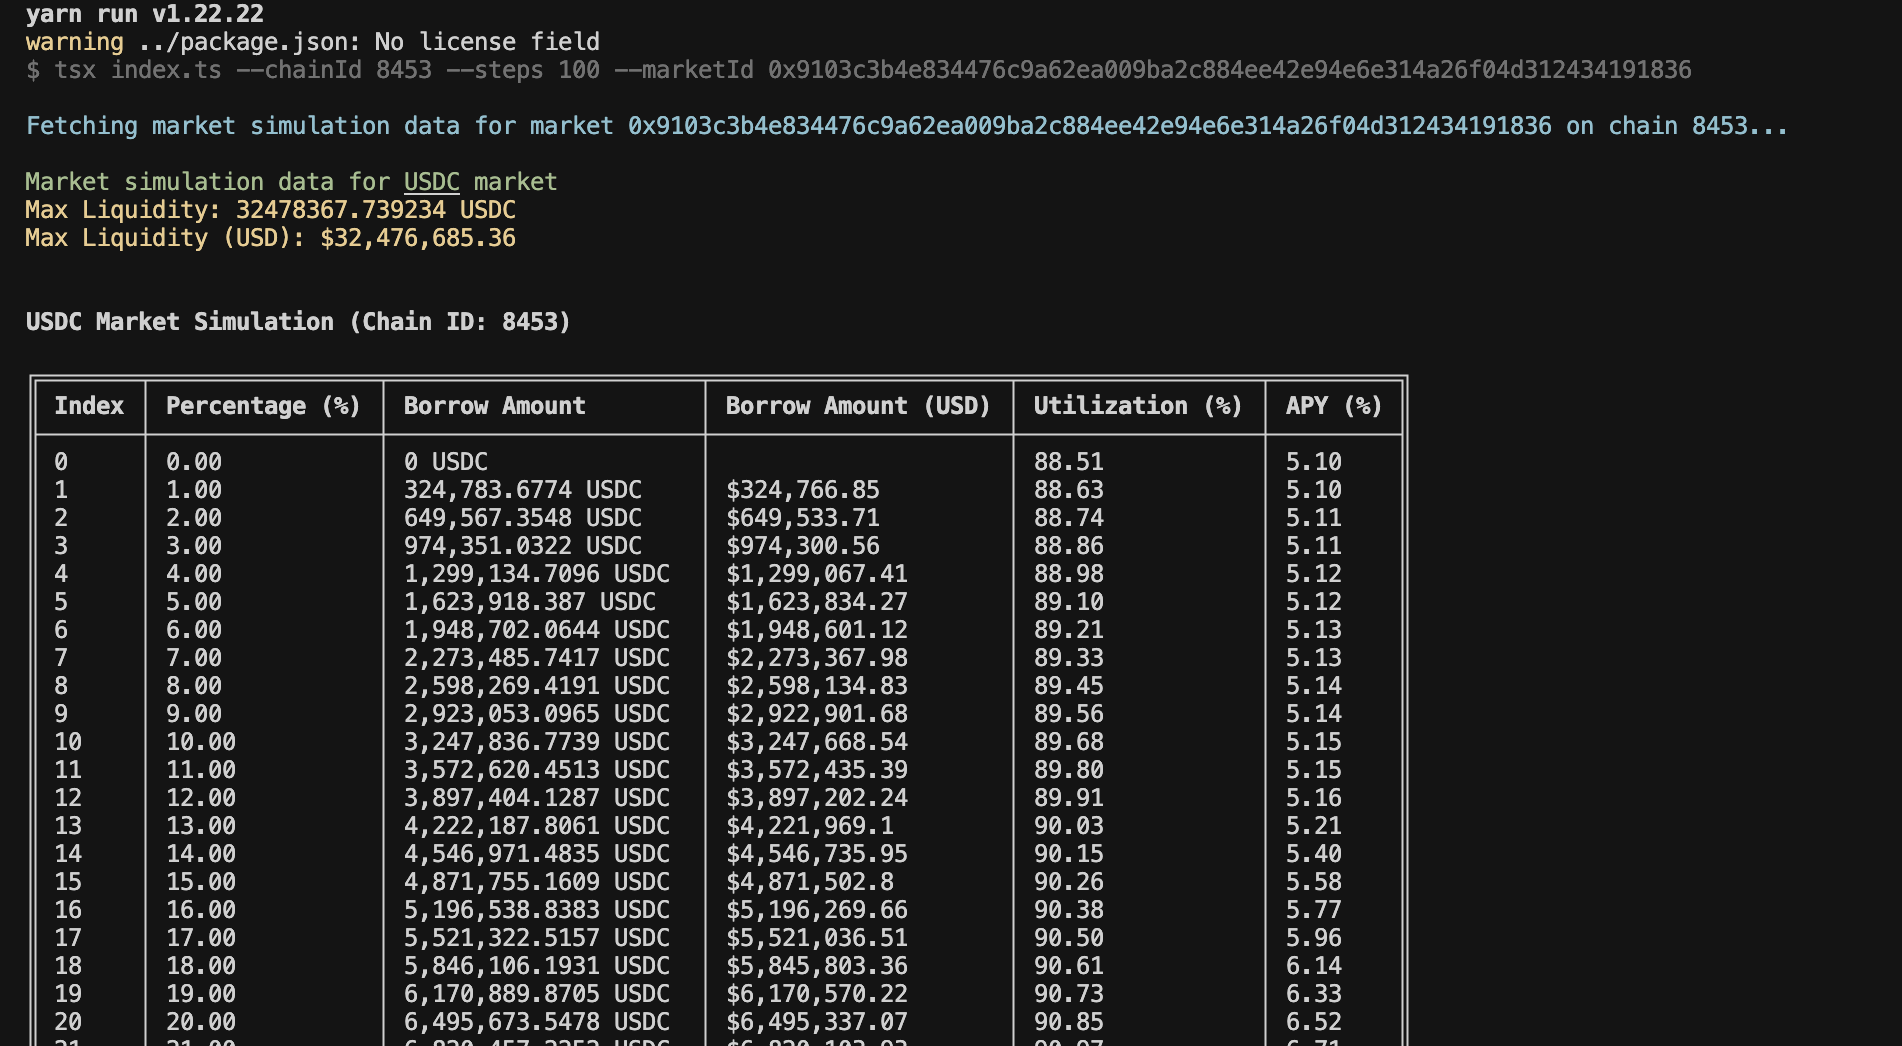 yarn run v1.22.22
warning ../package.json: No license field
$ tsx index.ts --chainId 8453 --steps 100 --marketId 0x9103c3b4e834476c9a62ea009ba2c884ee42e94e6e314a26f04d312434191836
Fetching market simulation data for market 0x9103c3b4e834476c9a62ea009ba2c884ee42e94e6e314a26f04d312434191836 on chain 8453...
Market simulation data for USDC market
Max Liquidity: 32478367.739234 USDC
Max Liquidity (USD): $32,476,685.36
USDC Market Simulation (Chain ID: 8453)
Index Percentage (%) Borrow Amount Borrow Amount (USD) Utilization (%) APY (%)
0 0.00 0 USDC 88.51 5.10
1 1.00 324,783.6774 USDC $324,766.85 88.63 5.10
2 2.00 649,567.3548 USDC $649,533.71 88.74 5.11
3 3.00 974,351.0322 USDC $974,300.56 88.86 5.11
4 4.00 1,299,134.7096 USDC $1,299,067.41 88.98 5.12
5 5.00 1,623,918.387 USDC $1,623,834.27 89.10 5.12
6 6.00 1,948,702.0644 USDC $1,948,601.12 89.21 5.13
7 7.00 2,273,485.7417 USDC $2,273,367.98 89.33 5.13
8 8.00 2,598,269.4191 USDC $2,598,134.83 89.45 5.14
9 9.00 2,923,053.0965 USDC $2,922,901.68 89.56 5.14
10 10.00 3,247,836.7739 USDC $3,247,668.54 89.68 5.15
11 11.00 3,572,620.4513 USDC $3,572,435.39 89.80 5.15
12 12.00 3,897,404.1287 USDC $3,897,202.24 89.91 5.16
13 13.00 4,222,187.8061 USDC $4,221,969.1 90.03 5.21
14 14.00 4,546,971.4835 USDC $4,546,735.95 90.15 5.40
15 15.00 4,871,755.1609 USDC $4,871,502.8 90.26 5.58
16 16.00 5,196,538.8383 USDC $5,196,269.66 90.38 5.77
17 17.00 5,521,322.5157 USDC $5,521,036.51 90.50 5.96
18 18.00 5,846,106.1931 USDC $5,845,803.36 90.61 6.14
19 19.00 6,170,889.8705 USDC $6,170,570.22 90.73 6.33
20 20.00 6,495,673.5478 USDC $6,495,337.07 90.85 6.52